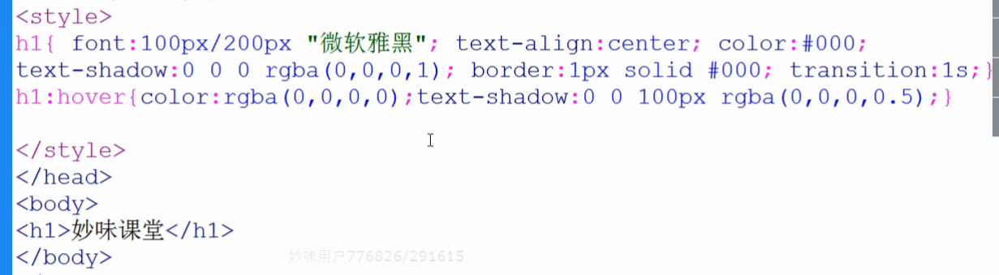 <style>
h1{ font:100px/200px "微软雅黑"; text-align:center; color:#000;
text-shadow:0 0 0 rgba(0,0,0,1); border:1px solid #000; transition:1s;}
h1:hover{color:rgba(0,0,0,0);text-shadow:0 0 100px rgba(0,0,0,0.5);}
</style>
</head>
<body>
<h1>妙味课堂</h1>
</body>
妙味用户776826/291615